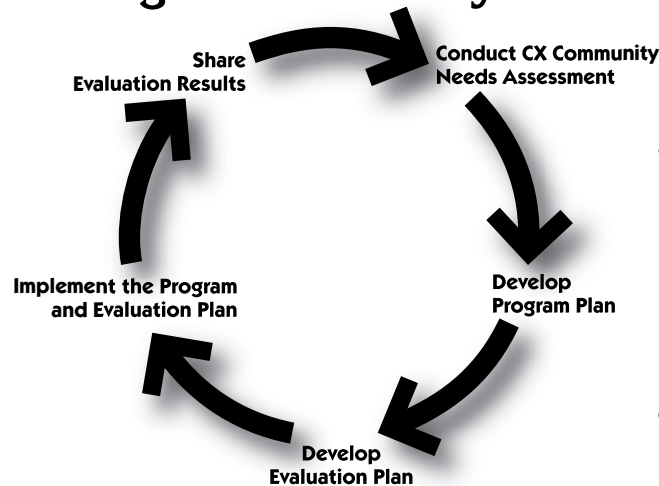 Share
Evaluation Results
Conduct CX Community
Needs Assessment
Develop
Program Plan
Develop
Evaluation Plan
Implement the Program
and Evaluation Plan